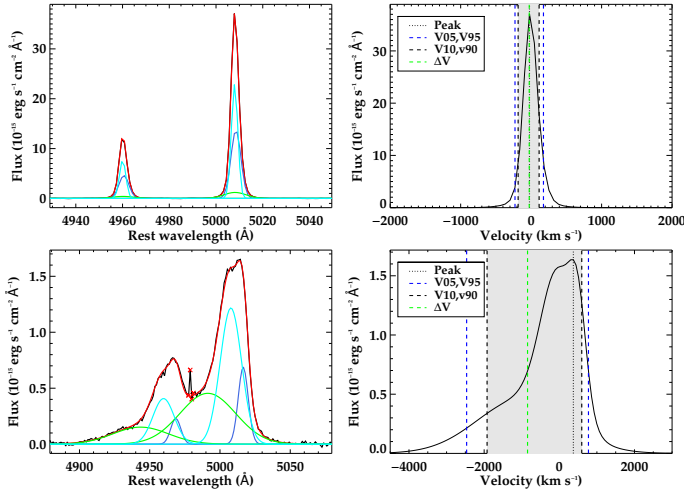 Flux (10⁻¹⁵ erg s⁻¹ cm⁻² Å⁻¹)
30
20
10
0
4940 4960 4980 5000 5020 5040
Rest wavelength (Å)
Flux (10⁻¹⁵ erg s⁻¹ cm⁻² Å⁻¹)
30
20
10
0
Peak
V05,V95
V10,v90
ΔV
−2000 −1000 0 1000 2000
Velocity (km s⁻¹)
Flux (10⁻¹⁵ erg s⁻¹ cm⁻² Å⁻¹)
1.5
1.0
0.5
0.0
4900 4950 5000 5050
Rest wavelength (Å)
Flux (10⁻¹⁵ erg s⁻¹ cm⁻² Å⁻¹)
1.5
1.0
0.5
0.0
Peak
V05,V95
V10,v90
ΔV
−4000 −2000 0 2000
Velocity (km s⁻¹)